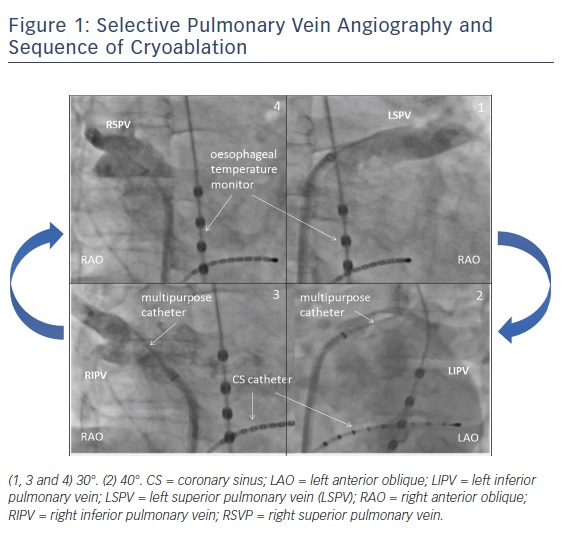 Figure 1: Selective Pulmonary Vein Angiography and
Sequence of Cryoablation
4
RSPV
oesophageal
temperature
monitor
RAO
1
LSPV
RAO
3
multipurpose
catheter
RIPV
CS catheter
RAO
2
multipurpose
catheter
LIPV
LAO
(1, 3 and 4) 30°. (2) 40°. CS = coronary sinus; LAO = left anterior oblique; LIPV = left inferior
pulmonary vein; LSPV = left superior pulmonary vein (LSPV); RAO = right anterior oblique;
RIPV = right inferior pulmonary vein; RSVP = right superior pulmonary vein.